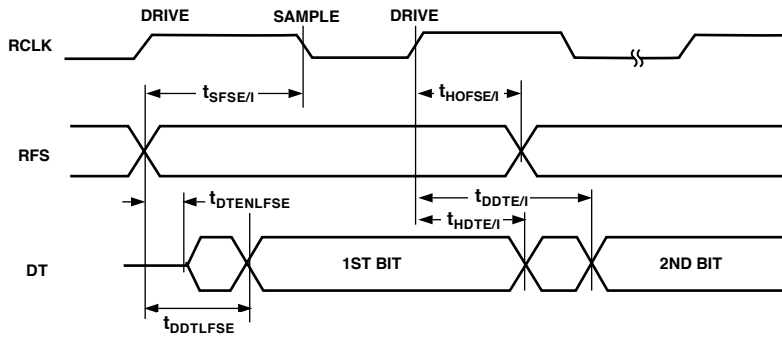 DRIVE SAMPLE DRIVE
RCLK
tSFSE/I tHOFSE/I
RFS
tDTENLFSE tDDTE/I
tHDTE/I
DT 1ST BIT 2ND BIT
tDDTLFSE